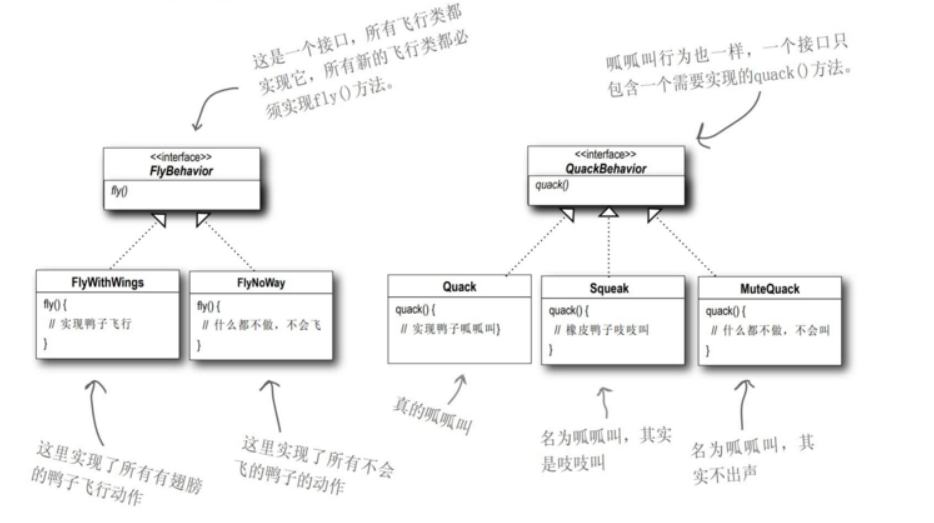 这是一个接口，所有飞行类都
实现它，所有新的飞行类都必
须实现fly()方法。
呱呱叫行为也一样，一个接口只
包含一个需要实现的quack()方法。
<<interface>>
FlyBehavior
fly()
<<interface>>
QuackBehavior
quack()
FlyWithWings
fly() {
// 实现鸭子飞行
}
FlyNoWay
fly() {
// 什么都不做，不会飞
}
Quack
quack() {
// 实现鸭子呱呱叫}
Squeak
quack() {
// 橡皮鸭子吱吱叫
}
MuteQuack
quack() {
// 什么都不做，不会叫
}
这里实现了所有有翅膀
的鸭子飞行动作
这里实现了所有不会
飞的鸭子的动作
真的呱呱叫
名为呱呱叫，其实
是吱吱叫
名为呱呱叫，其
实不出声